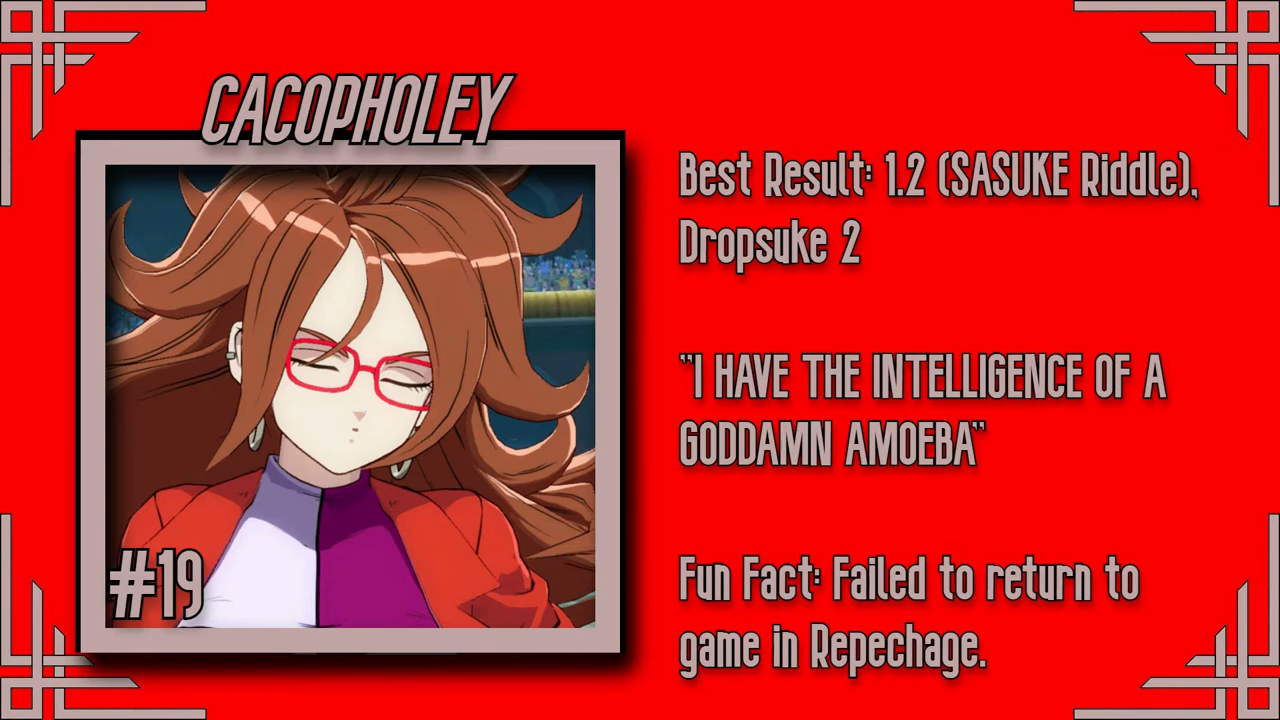 CACOPHOLEY
#19
Best Result: 1.2 (SASUKE Riddle),
Dropsuke 2
"I HAVE THE INTELLIGENCE OF A
GODDAMN AMOEBA"
Fun Fact: Failed to return to
game in Repechage.